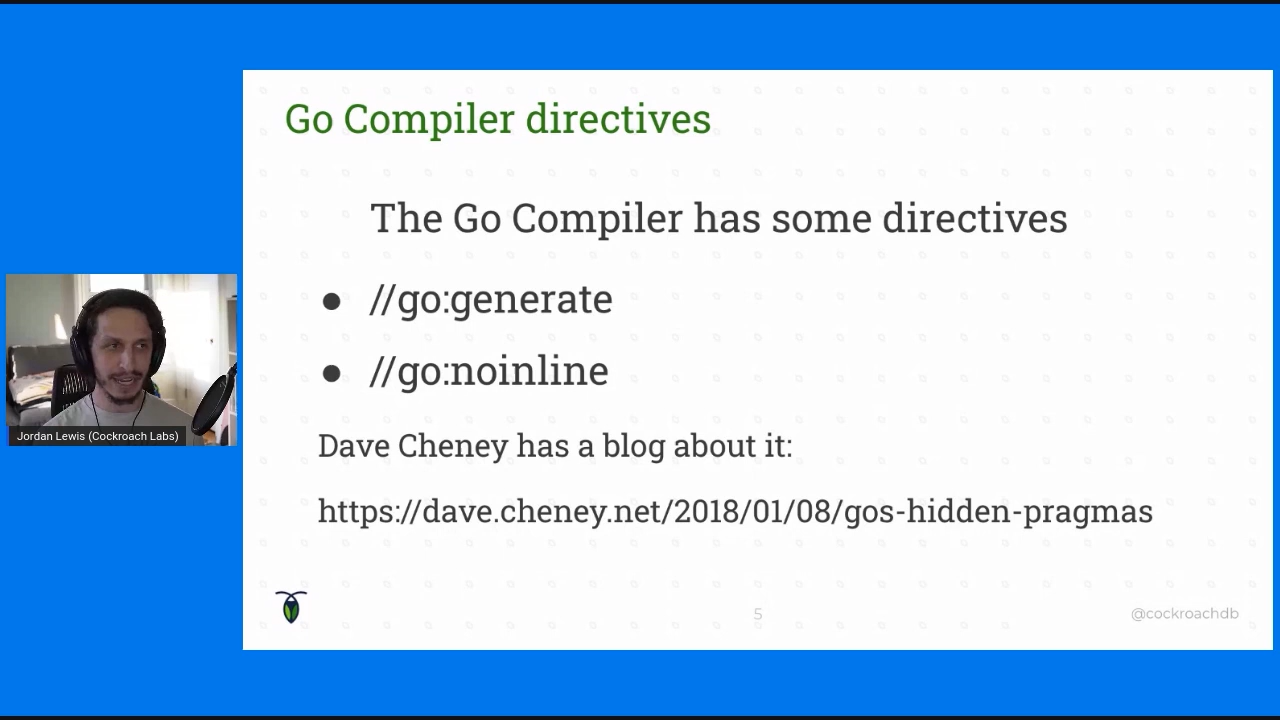 Go Compiler directives
The Go Compiler has some directives
● //go:generate
● //go:noinline
Dave Cheney has a blog about it:
https://dave.cheney.net/2018/01/08/gos-hidden-pragmas
Jordan Lewis (Cockroach Labs)
5
@cockroachdb